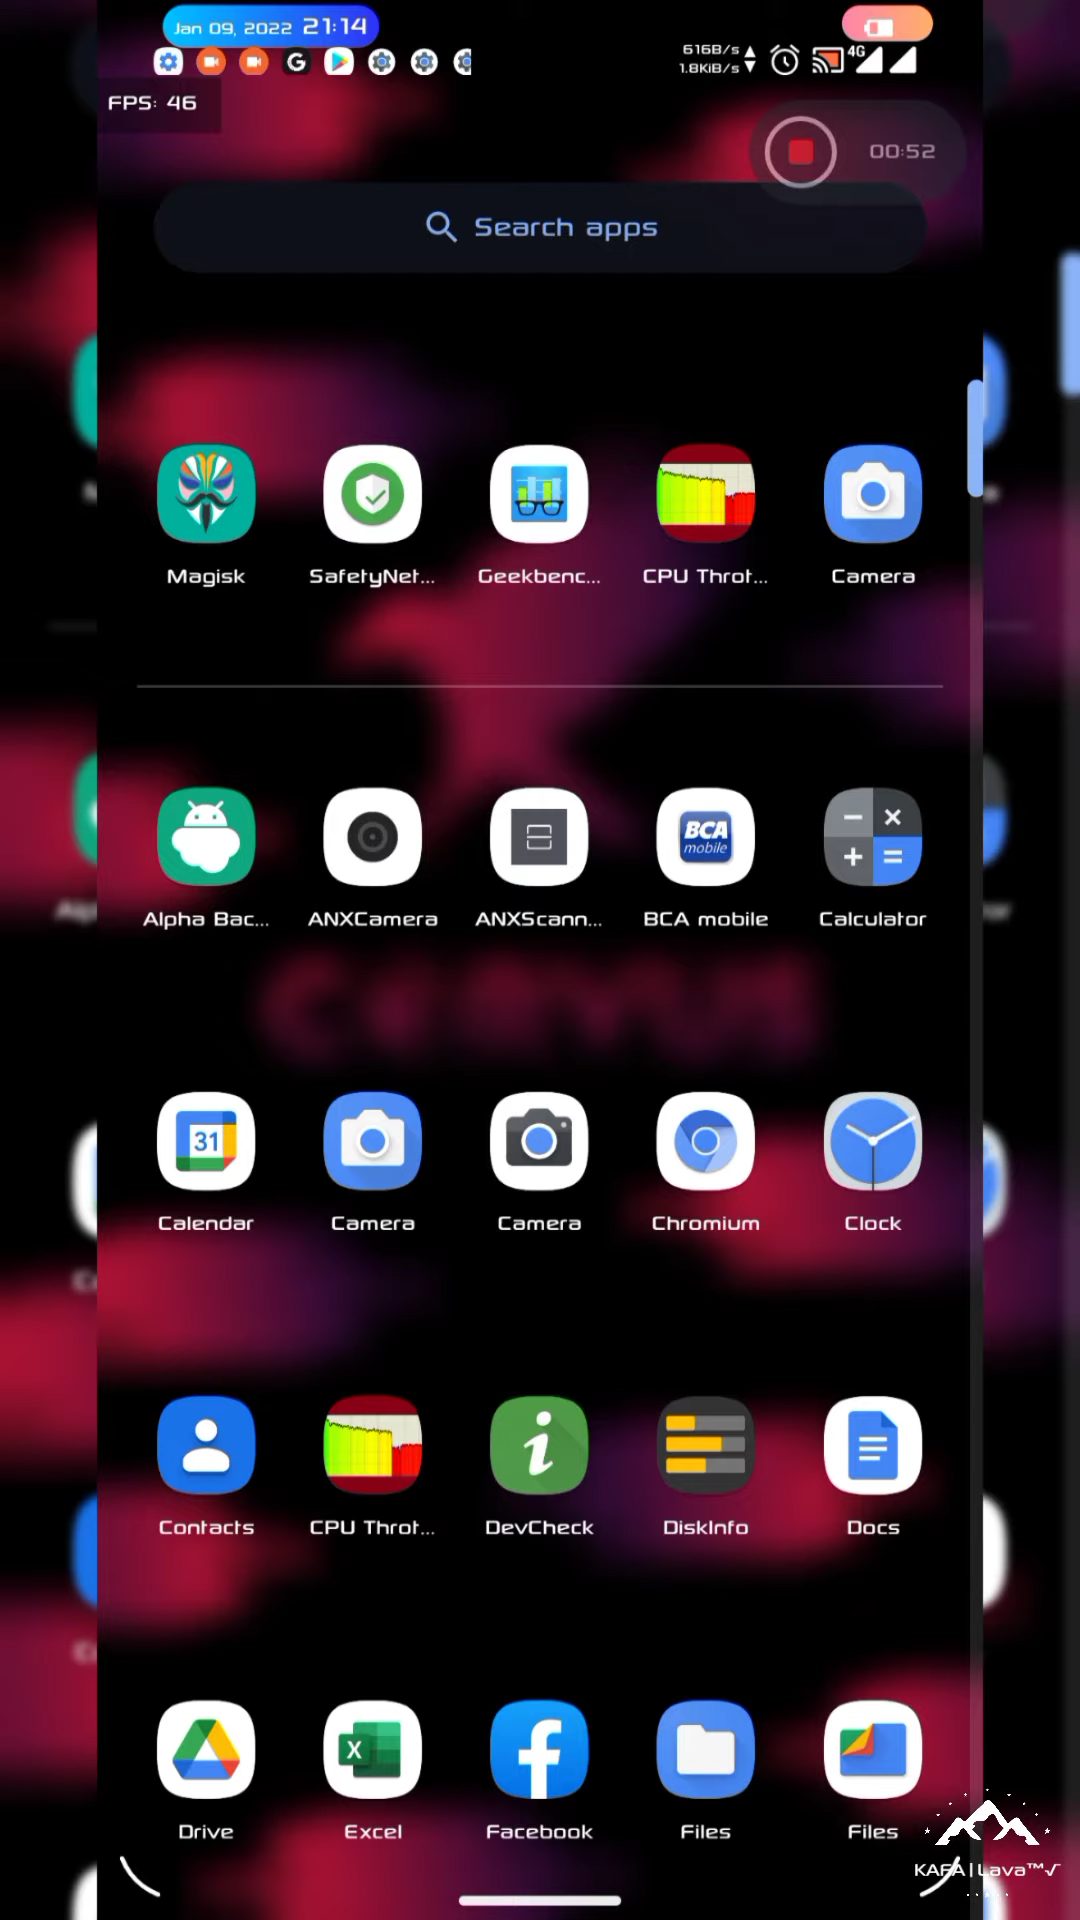 Jan 09, 2022 21:14
616B/s
1.8KiB/s
4G
FPS: 46
00:52
Search apps
Magisk
SafetyNet...
Geekbenc...
CPU Throt...
Camera
Alpha Bac...
ANXCamera
ANXScann...
BCA mobile
BCA mobile
Calculator
CORVUS
31
Calendar
Camera
Camera
Chromium
Clock
Contacts
CPU Throt...
DevCheck
DiskInfo
Docs
Drive
Excel
Facebook
Files
Files
KAFA|Lava™√